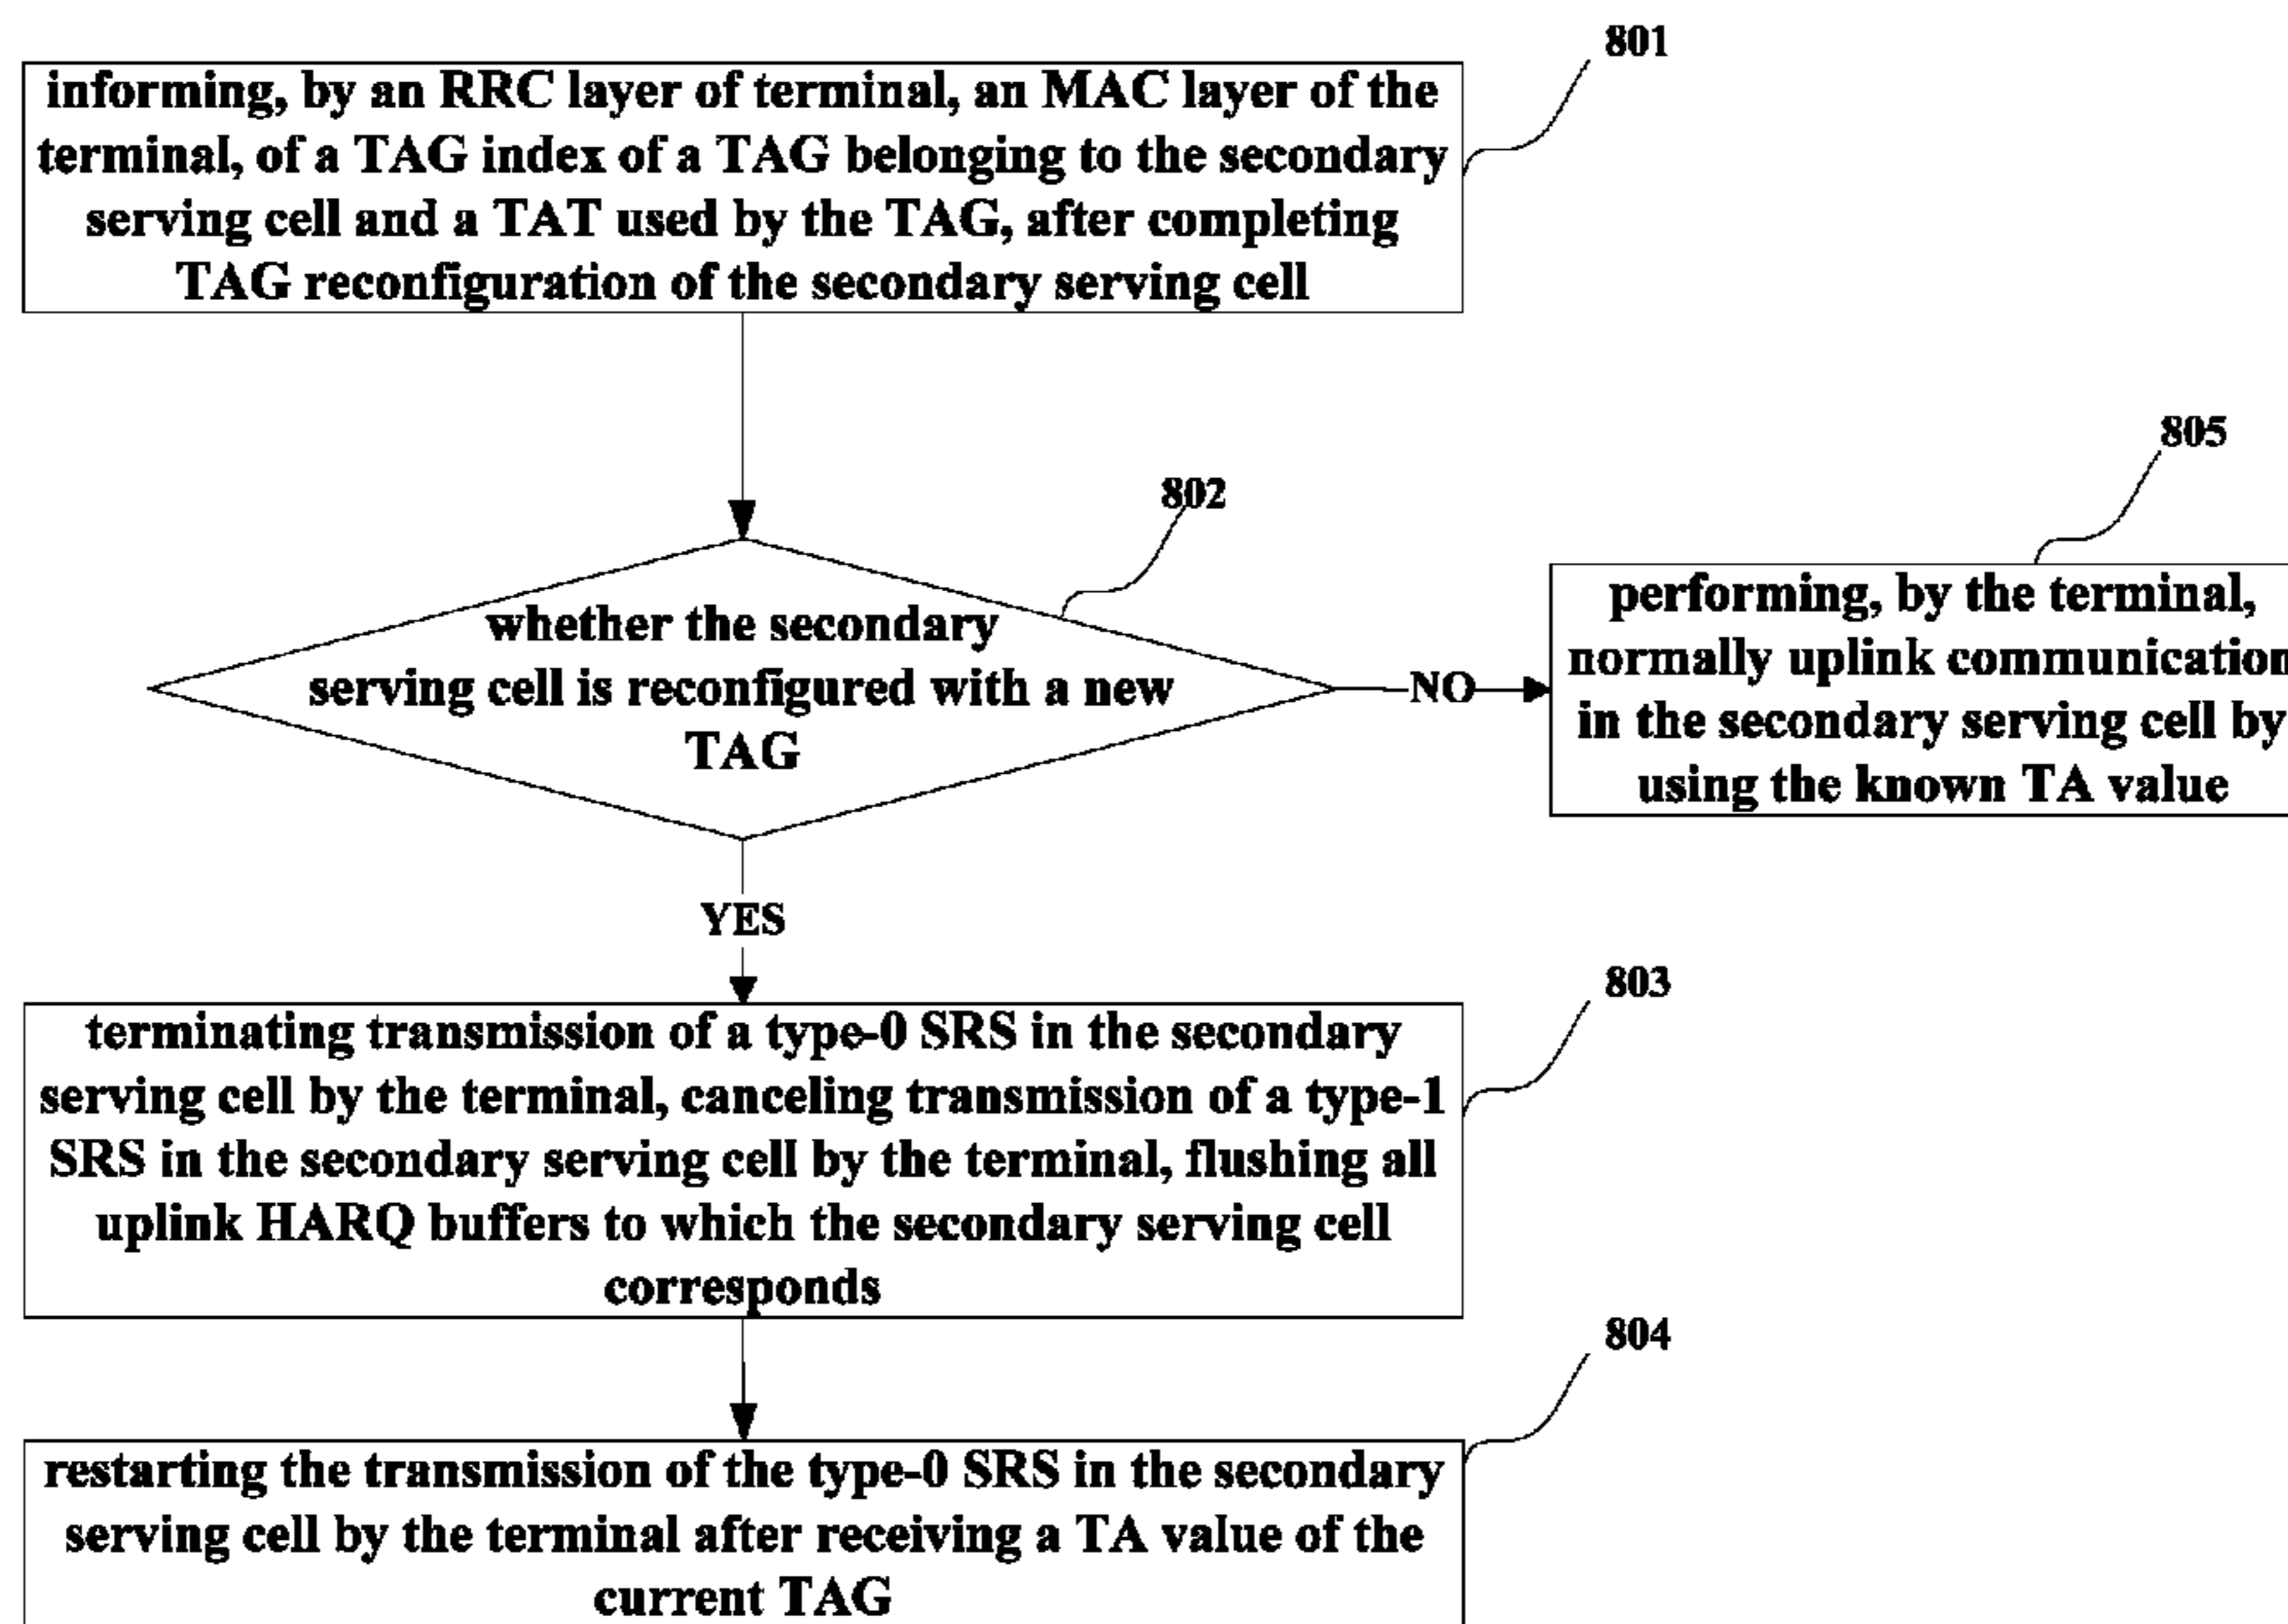 801
informing, by an RRC layer of terminal, an MAC layer of the
terminal, of a TAG index of a TAG belonging to the secondary
serving cell and a TAT used by the TAG, after completing
TAG reconfiguration of the secondary serving cell
802
whether the secondary
serving cell is reconfigured with a new
TAG
NO
805
performing, by the terminal,
normally uplink communication
in the secondary serving cell by
using the known TA value
YES
803
terminating transmission of a type-0 SRS in the secondary
serving cell by the terminal, canceling transmission of a type-1
SRS in the secondary serving cell by the terminal, flushing all
uplink HARQ buffers to which the secondary serving cell
corresponds
804
restarting the transmission of the type-0 SRS in the secondary
serving cell by the terminal after receiving a TA value of the
current TAG